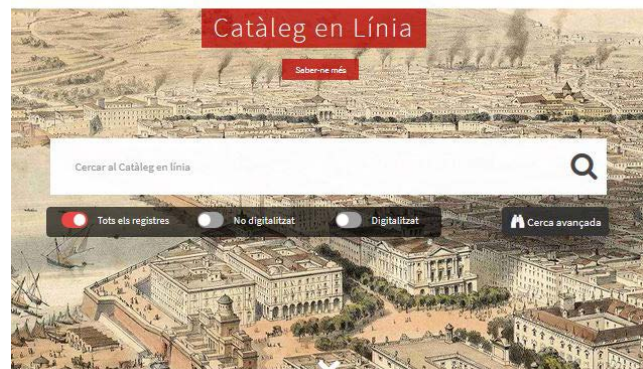 Catàleg en Línia
Saber-ne més
Cercar al Catàleg en línia
Tots els registres No digitalitzat Digitalitzat Cerca avançada